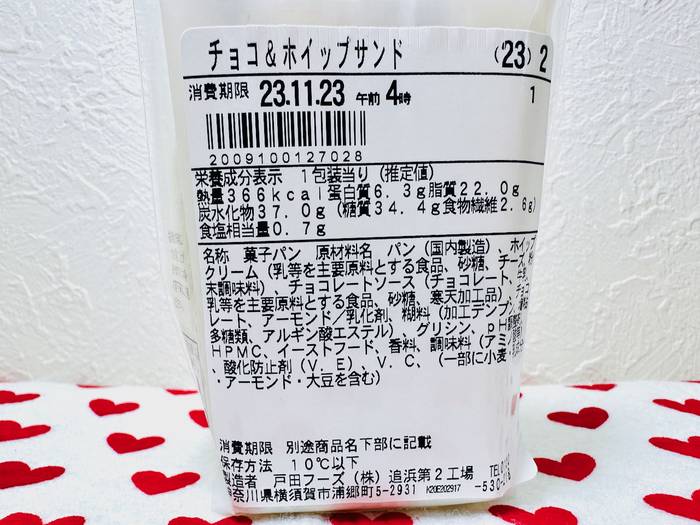 チョコ&ホイップサンド ('23) 2
消費期限 23.11.23 午前 4時 1
2009100127028
栄養成分表示 1包装当り (推定値)
熱量366kcal蛋白質6.3g脂質22.0g
炭水化物37.0g(糖質34.4g食物繊維2.6g)
食塩相当量0.7g
名称 菓子パン 原材料名 パン(国内製造)、ホイップ
クリーム(乳等を主要原料とする食品、砂糖、チーズ、
末調味料)、チョコレートソース(チョコレート、
乳等を主要原料とする食品、砂糖、寒天加工品)、
レート、アーモンド/乳化剤、糊料(加工デンプン、
多糖類、アルギン酸エステル)、グリシン、pH
HPMC、イーストフード、香料、調味料(アミ
、酸化防止剤(V.E)、V.C、(一部に小麦・
・アーモンド・大豆を含む)
消費期限 別途商品名下部に記載
保存方法 10℃以下
製造者 戸田フーズ(株)追浜第2工場 TEL
神奈川県横須賀市浦郷町5-2931 K20E202917 -530-